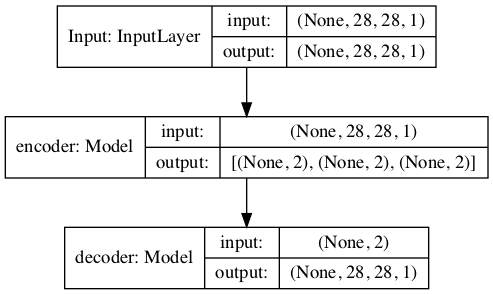 Input: InputLayer
input: (None, 28, 28, 1)
output: (None, 28, 28, 1)
encoder: Model
input: (None, 28, 28, 1)
output: [(None, 2), (None, 2), (None, 2)]
decoder: Model
input: (None, 2)
output: (None, 28, 28, 1)